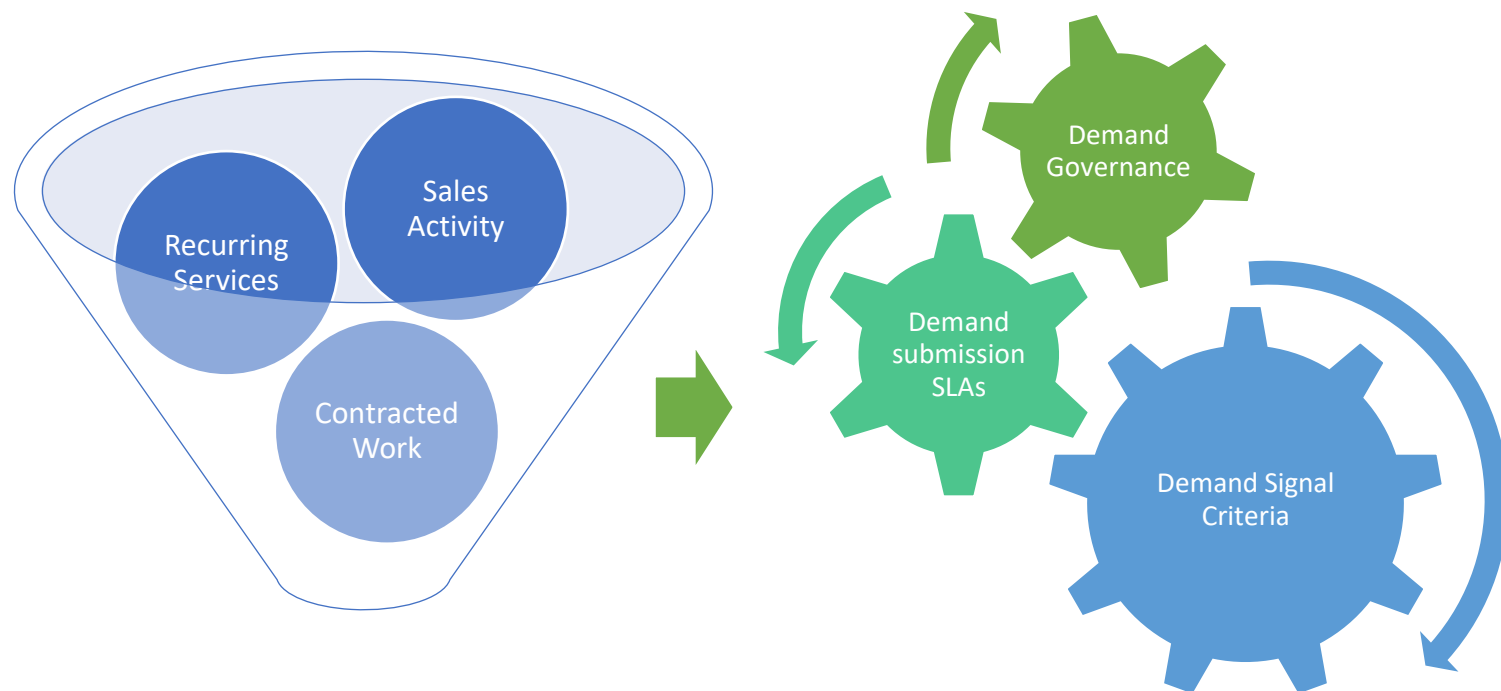 Sales
Activity
Recurring
Services
Contracted
Work
Demand
Governance
Demand
submission
SLAs
Demand Signal
Criteria